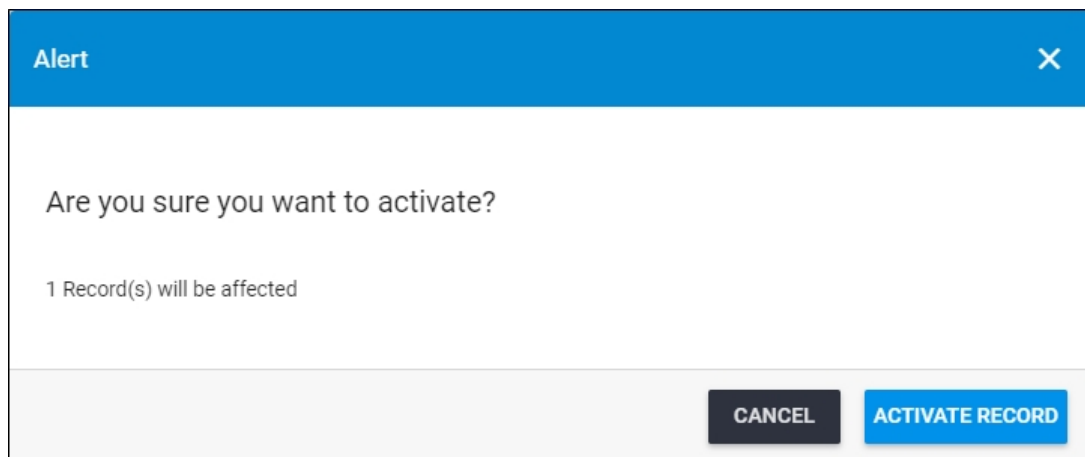 Alert
Are you sure you want to activate?
1 Record(s) will be affected
CANCEL ACTIVATE RECORD